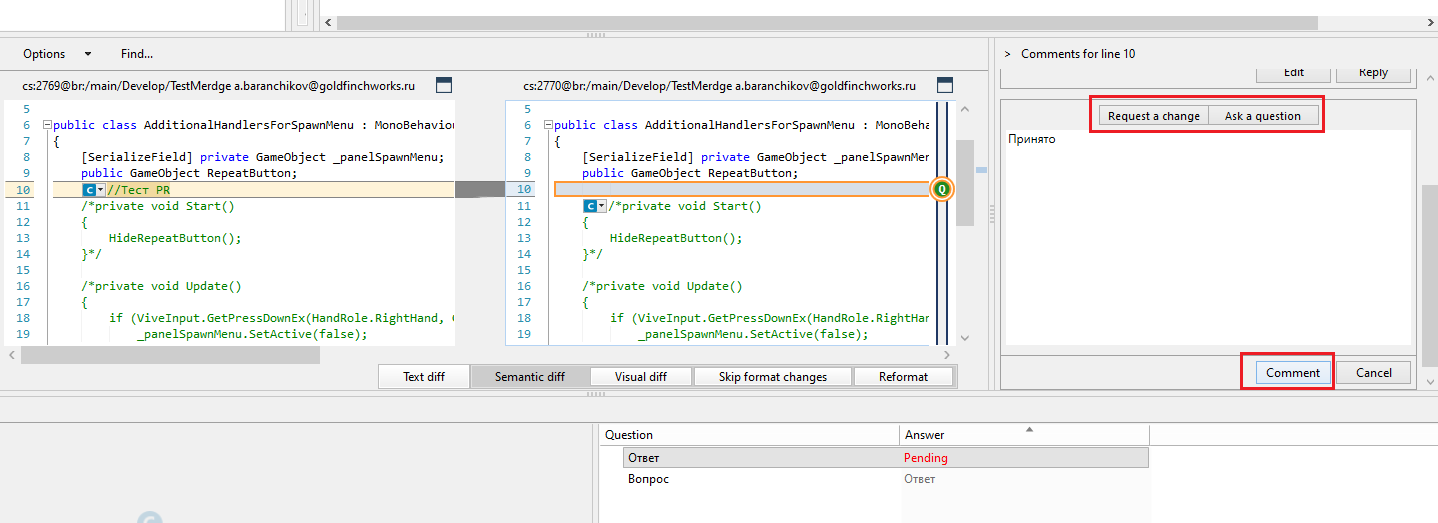 Options Find...
> Comments for line 10
Edit Reply
cs:2769@br:/main/Develop/TestMerdge a.baranchikov@goldfinchworks.ru
cs:2770@br:/main/Develop/TestMerdge a.baranchikov@goldfinchworks.ru
5
6 public class AdditionalHandlersForSpawnMenu : MonoBehaviou
7 {
8 [SerializeField] private GameObject _panelSpawnMenu;
9 public GameObject RepeatButton;
10 C //Тест PR
11 /*private void Start()
12 {
13 HideRepeatButton();
14 }*/
15
16 /*private void Update()
17 {
18 if (ViveInput.GetPressDownEx(HandRole.RightHand,
19 _panelSpawnMenu.SetActive(false);
5
6 public class AdditionalHandlersForSpawnMenu : MonoBeha
7 {
8 [SerializeField] private GameObject _panelSpawnMer
9 public GameObject RepeatButton;
10 Q
11 C /*private void Start()
12 {
13 HideRepeatButton();
14 }*/
15
16 /*private void Update()
17 {
18 if (ViveInput.GetPressDownEx(HandRole.RightHan
19 _panelSpawnMenu.SetActive(false);
Request a change Ask a question
Принято
Comment Cancel
Text diff Semantic diff Visual diff Skip format changes Reformat
Question Answer
Ответ Pending
Вопрос Ответ